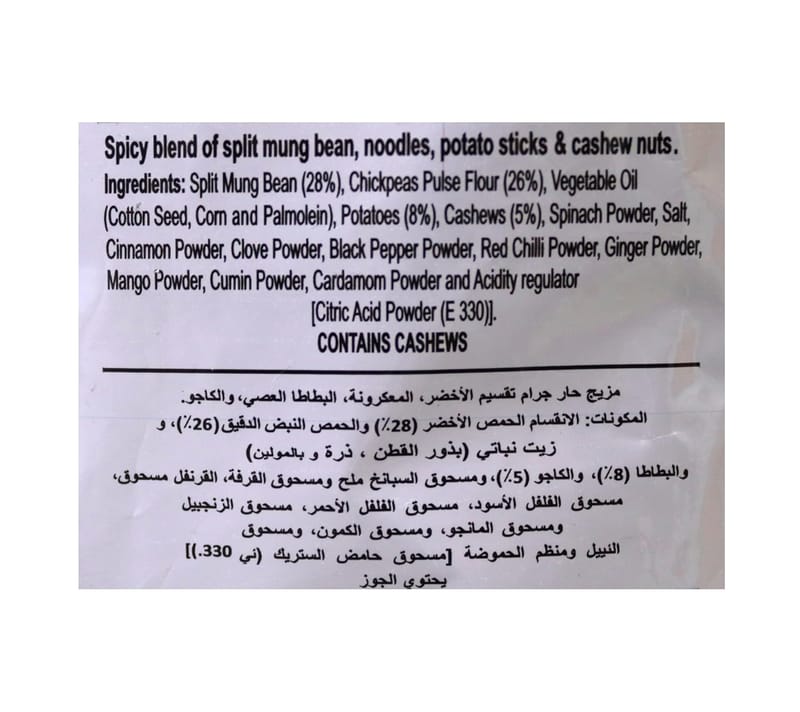 Spicy blend of split mung bean, noodles, potato sticks & cashew nuts.
Ingredients: Split Mung Bean (28%), Chickpeas Pulse Flour (26%), Vegetable Oil
(Cotton Seed, Corn and Palmolein), Potatoes (8%), Cashews (5%), Spinach Powder, Salt,
Cinnamon Powder, Clove Powder, Black Pepper Powder, Red Chilli Powder, Ginger Powder,
Mango Powder, Cumin Powder, Cardamom Powder and Acidity regulator
[Citric Acid Powder (E 330)].
CONTAINS CASHEWS
مزيج حار جرام تقسيم الأخضر، المعكرونة، البطاطا العصي، والكاجو.
المكونات: الانقسام الحمص الأخضر (28٪) والحمص النبض الدقيق (26٪)، و
زيت نباتي (بذور القطن ، ذرة و بالمولين)
والبطاطا (8٪)، والكاجو (5٪)، ومسحوق السبانخ ملح ومسحوق القرفة، القرنفل مسحوق،
مسحوق الفلفل الأسود، مسحوق الفلفل الأحمر، مسحوق الزنجبيل
ومسحوق المانجو، ومسحوق الكمون، ومسحوق
النبيل ومنظم الحموضة [مسحوق حامض الستريك (ني 330.)]
يحتوي الجوز